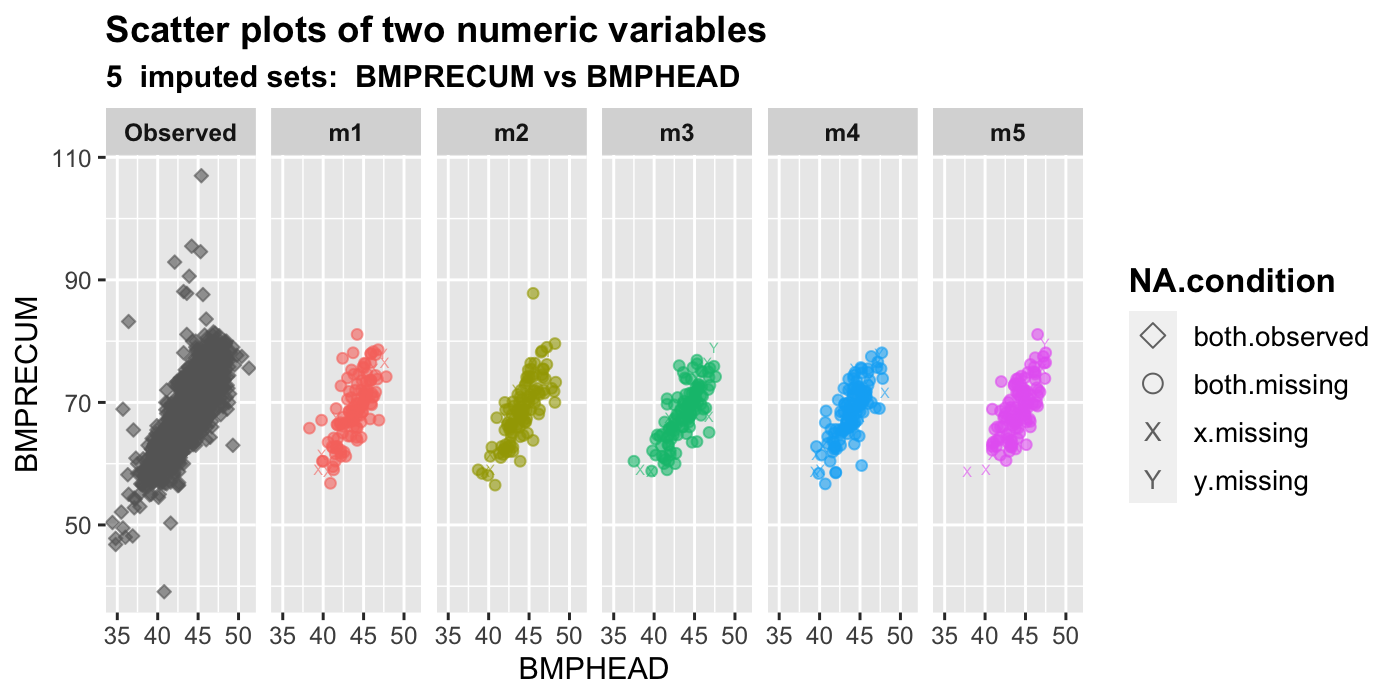 Scatter plots of two numeric variables
5 imputed sets: BMPRECUM vs BMPHEAD
Observed m1 m2 m3 m4 m5
110
90
70
50
BMPRECUM
35 40 45 50 35 40 45 50 35 40 45 50 35 40 45 50 35 40 45 50 35 40 45 50
BMPHEAD
NA.condition
both.observed
both.missing
X x.missing
Y y.missing